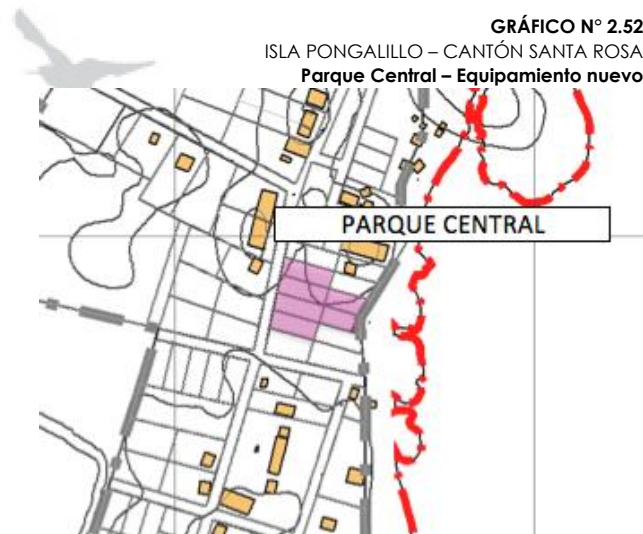 GRÁFICO N° 2.52
ISLA PONGALILLO – CANTÓN SANTA ROSA
Parque Central – Equipamiento nuevo
PARQUE CENTRAL